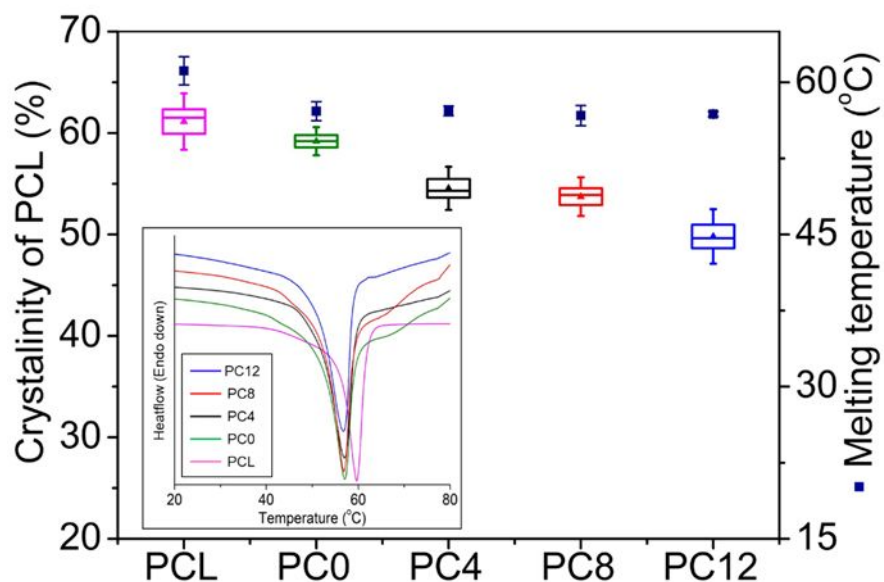 70
60
50
40
30
20
Crystalinity of PCL (%)
60
45
30
15
Melting temperature (°C)
PCL PC0 PC4 PC8 PC12
Heatflow (Endo down)
PC12
PC8
PC4
PC0
PCL
20 40 60 80
Temperature (°C)